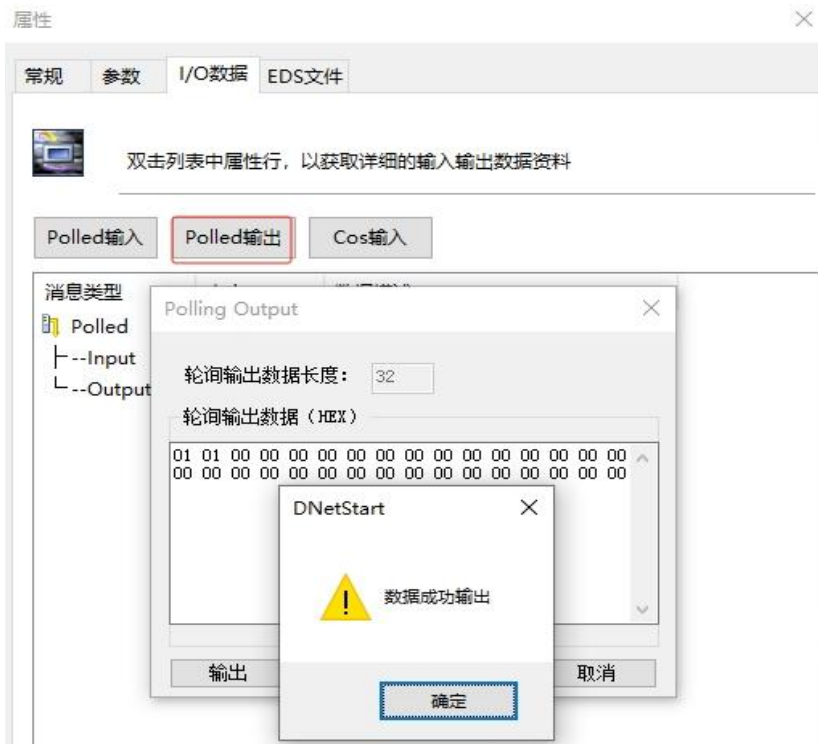 属性
常规 参数 I/O数据 EDS文件
双击列表中属性行，以获取详细的输入输出数据资料
Polled输入 Polled输出 Cos输入
消息类型
Polled
Input
Output
Polling Output
轮询输出数据长度： 32
轮询输出数据（HEX）
01 01 00 00 00 00 00 00 00 00 00 00 00 00 00 00
00 00 00 00 00 00 00 00 00 00 00 00 00 00 00 00
DNetStart
数据成功输出
输出 取消
确定